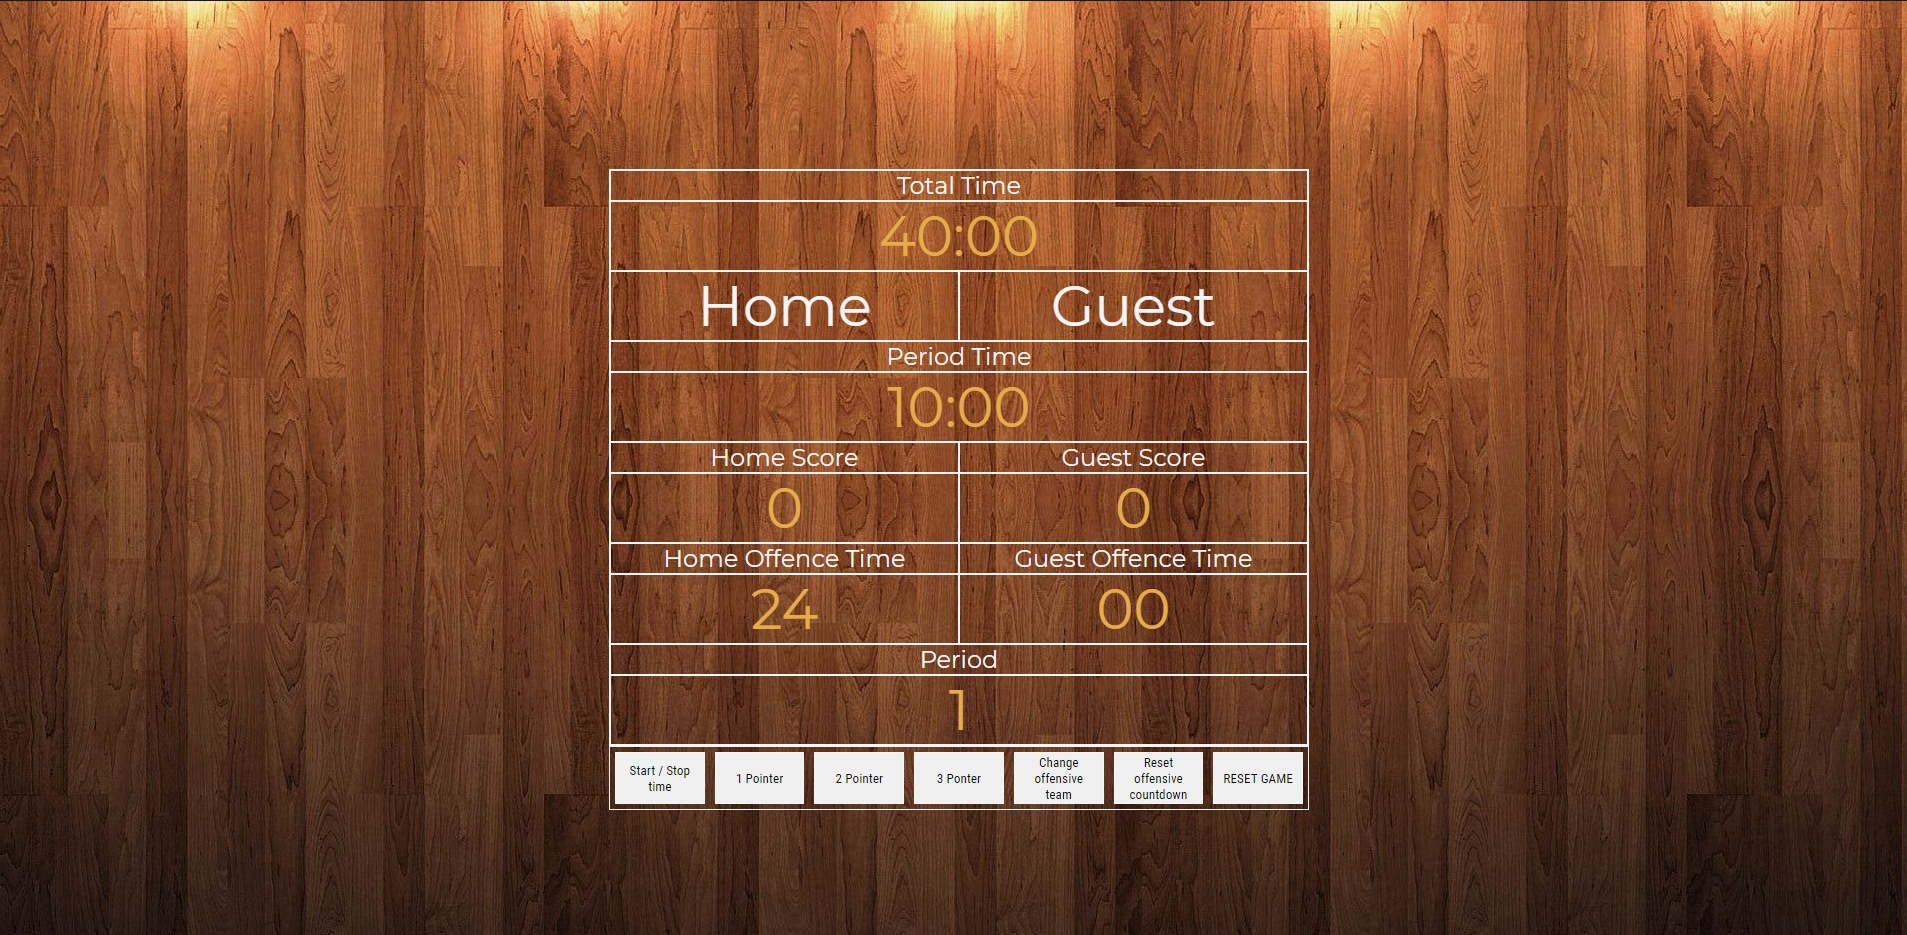 Total Time
40:00
Home Guest
Period Time
10:00
Home Score Guest Score
0 0
Home Offence Time Guest Offence Time
24 00
Period
1
Start / Stop
time
1 Pointer
2 Pointer
3 Ponter
Change
offensive
team
Reset
offensive
countdown
RESET GAME